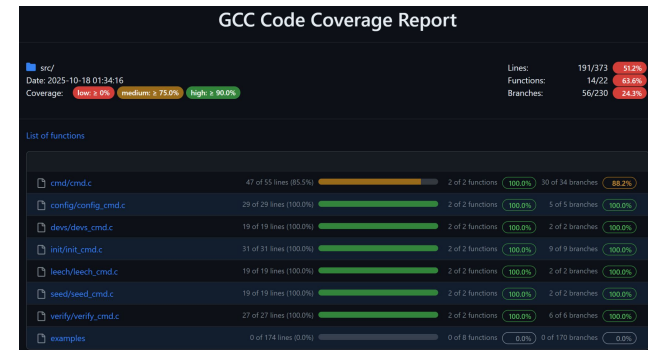 GCC Code Coverage Report
src/
Date: 2025-10-18 01:34:16
Coverage: low: ≥ 0% medium: ≥ 75.0% high: ≥ 90.0%
Lines: 191/373 51.2%
Functions: 14/22 63.6%
Branches: 56/230 24.3%
List of functions
cmd/cmd.c 47 of 55 lines (85.5%) 2 of 2 functions 100.0% 30 of 34 branches 88.2%
config/config_cmd.c 29 of 29 lines (100.0%) 2 of 2 functions 100.0% 5 of 5 branches 100.0%
devs/devs_cmd.c 19 of 19 lines (100.0%) 2 of 2 functions 100.0% 2 of 2 branches 100.0%
init/init_cmd.c 31 of 31 lines (100.0%) 2 of 2 functions 100.0% 9 of 9 branches 100.0%
leech/leech_cmd.c 19 of 19 lines (100.0%) 2 of 2 functions 100.0% 2 of 2 branches 100.0%
seed/seed_cmd.c 19 of 19 lines (100.0%) 2 of 2 functions 100.0% 2 of 2 branches 100.0%
verify/verify_cmd.c 27 of 27 lines (100.0%) 2 of 2 functions 100.0% 6 of 6 branches 100.0%
examples 0 of 174 lines (0.0%) 0 of 8 functions 0.0% 0 of 170 branches 0.0%